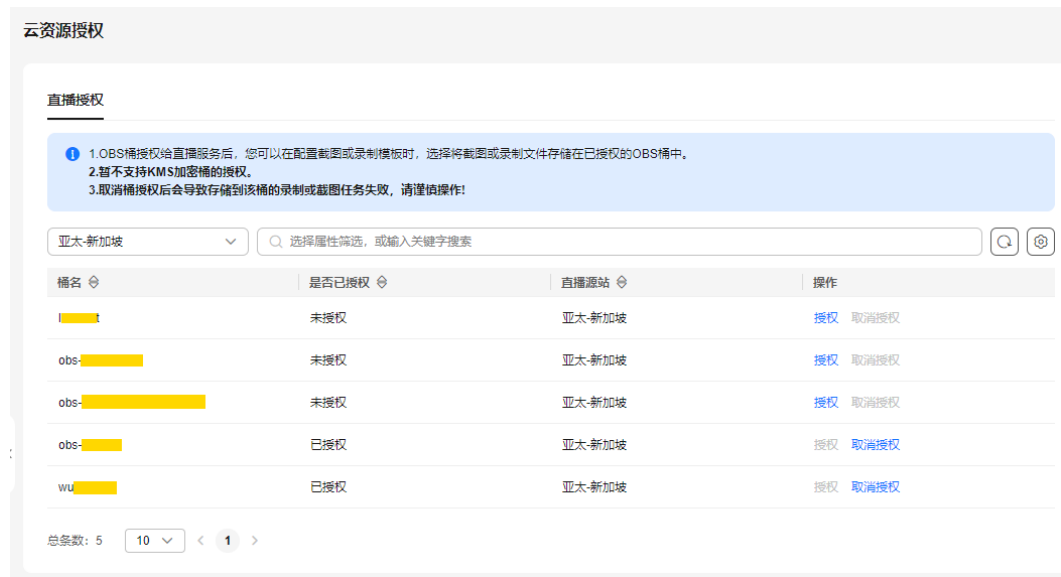 云资源授权
直播授权
1.OBS桶授权给直播服务后，您可以在配置截图或录制模板时，选择将截图或录制文件存储在已授权的OBS桶中。
2.暂不支持KMS加密桶的授权。
3.取消桶授权后会导致存储到该桶的录制或截图任务失败，请谨慎操作!
亚太-新加坡 选择属性筛选，或输入关键字搜索
桶名 是否已授权 直播源站 操作
l t 未授权 亚太-新加坡 授权 取消授权
obs- 未授权 亚太-新加坡 授权 取消授权
obs- 未授权 亚太-新加坡 授权 取消授权
obs- 已授权 亚太-新加坡 授权 取消授权
wu 已授权 亚太-新加坡 授权 取消授权
总条数：5 10 1